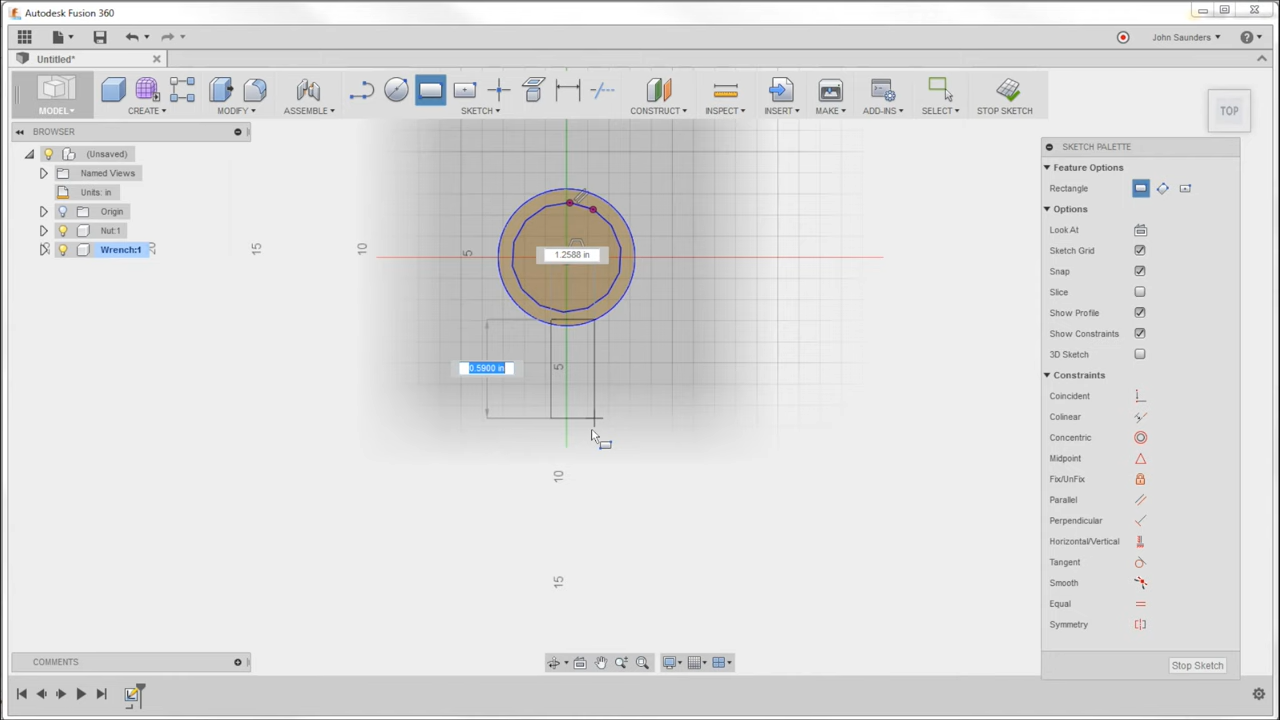 Autodesk Fusion 360
John Saunders
Untitled*
MODEL
CREATE
MODIFY
ASSEMBLE
SKETCH
CONSTRUCT
INSPECT
INSERT
MAKE
ADD-INS
SELECT
STOP SKETCH
TOP
BROWSER
(Unsaved)
Named Views
Units: in
Origin
Nut:1
Wrench:1
15
10
5
1.2588 in
0.5900 in
5
10
15
SKETCH PALETTE
Feature Options
Rectangle
Options
Look At
Sketch Grid
Snap
Slice
Show Profile
Show Constraints
3D Sketch
Constraints
Coincident
Colinear
Concentric
Midpoint
Fix/UnFix
Parallel
Perpendicular
Horizontal/Vertical
Tangent
Smooth
Equal
Symmetry
Stop Sketch
COMMENTS